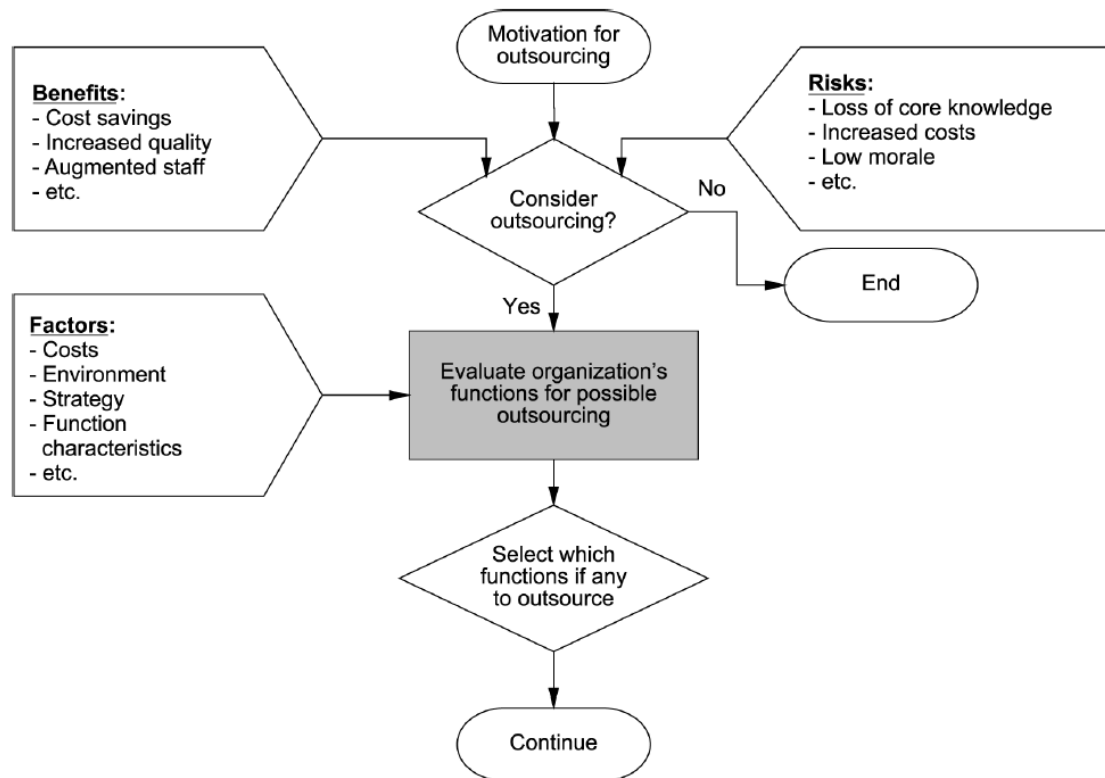 Motivation for
outsourcing
Benefits:
- Cost savings
- Increased quality
- Augmented staff
- etc.
Risks:
- Loss of core knowledge
- Increased costs
- Low morale
- etc.
Consider
outsourcing?
No
End
Yes
Factors:
- Costs
- Environment
- Strategy
- Function
characteristics
- etc.
Evaluate organization's
functions for possible
outsourcing
Select which
functions if any
to outsource
Continue